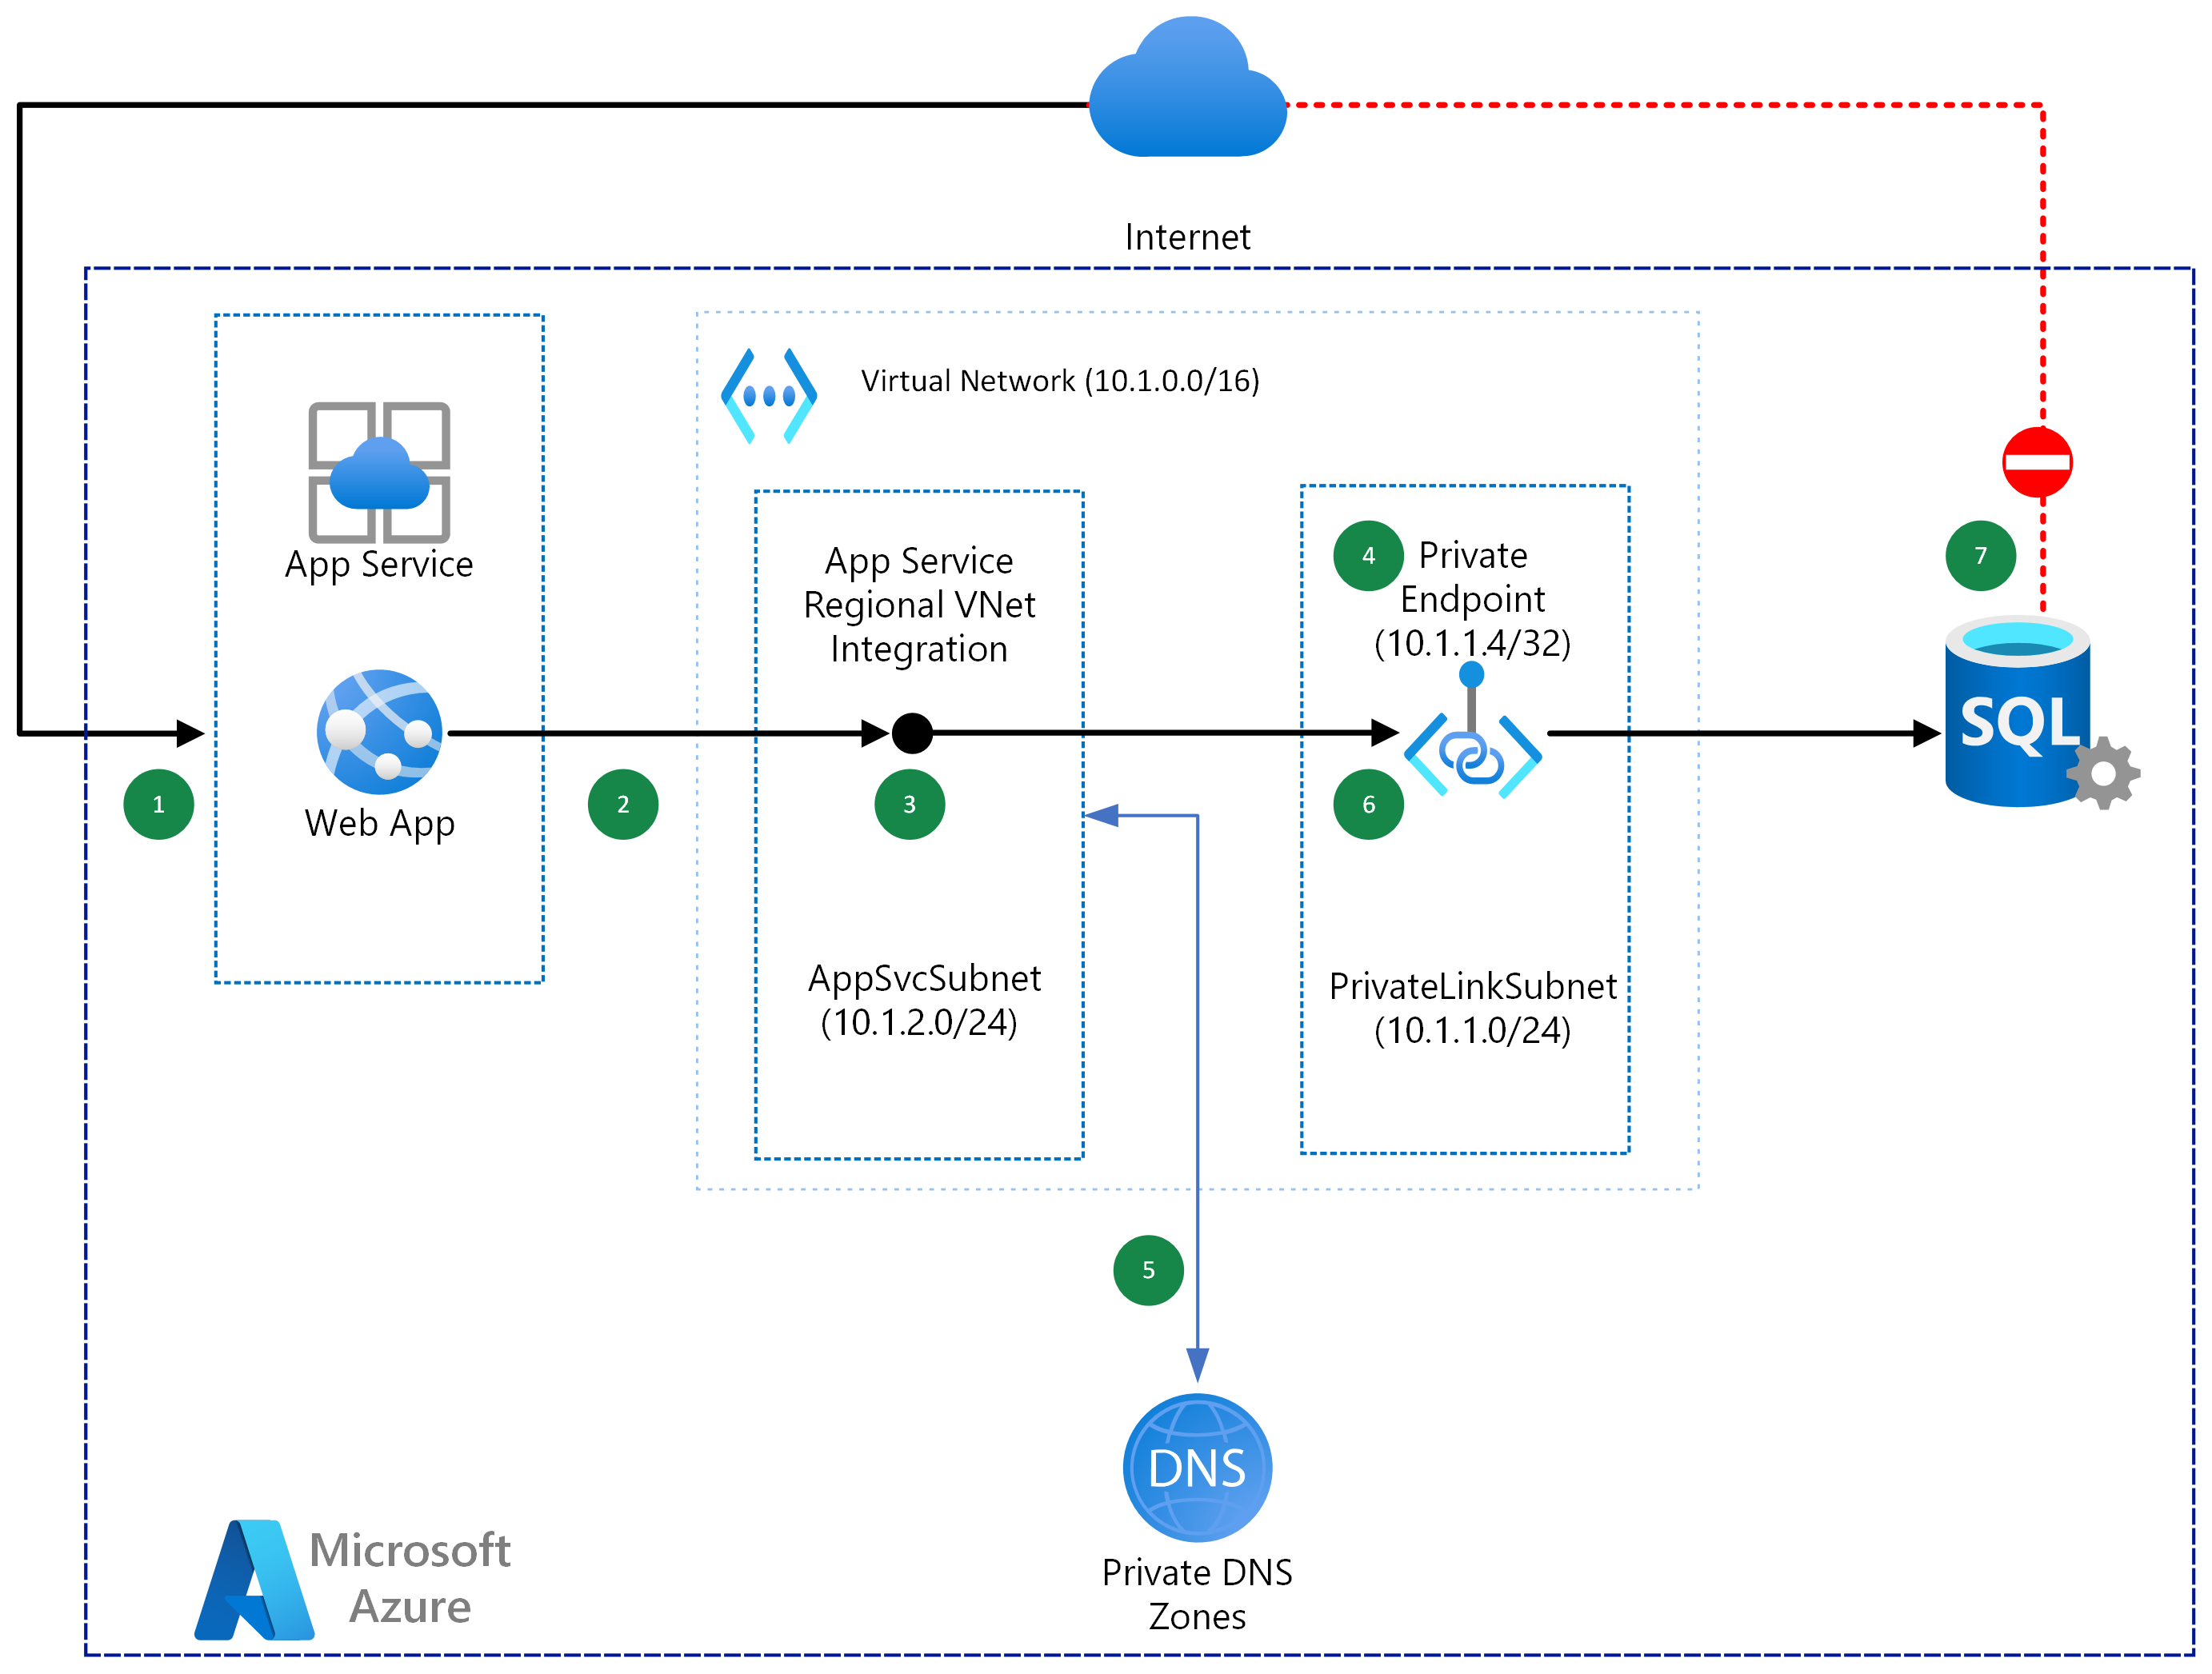 Internet
Virtual Network (10.1.0.0/16)
App Service
App Service
Regional VNet
Integration
4
Private
Endpoint
(10.1.1.4/32)
7
SQL
1
Web App
2
3
6
AppSvcSubnet
(10.1.2.0/24)
PrivateLinkSubnet
(10.1.1.0/24)
5
DNS
Private DNS
Zones
Microsoft
Azure